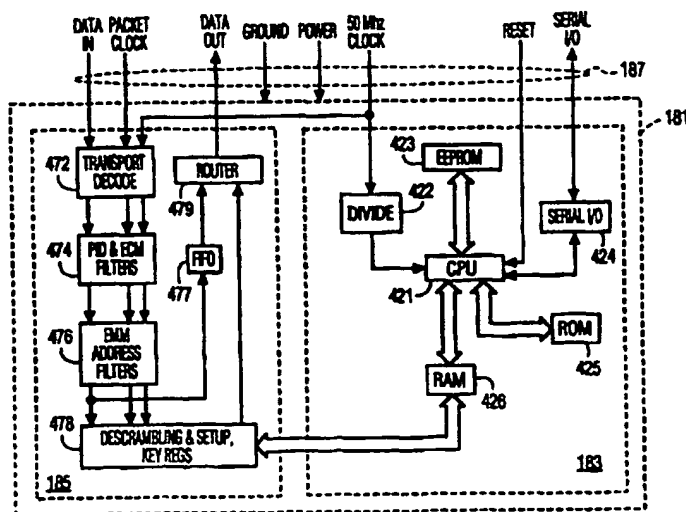 DATA IN
PACKET CLOCK
DATA OUT
GROUND
POWER
50 Mhz CLOCK
RESET
SERIAL I/O
187
181
472
TRANSPORT DECODE
ROUTER
479
423
EEPROM
DIVIDE
422
SERIAL I/O
424
474
PID & ECM FILTERS
FIFO
477
CPU
421
476
EMM ADDRESS FILTERS
ROM
425
RAM
426
478
DESCRAMBLING & SETUP,
KEY REGS
185
183